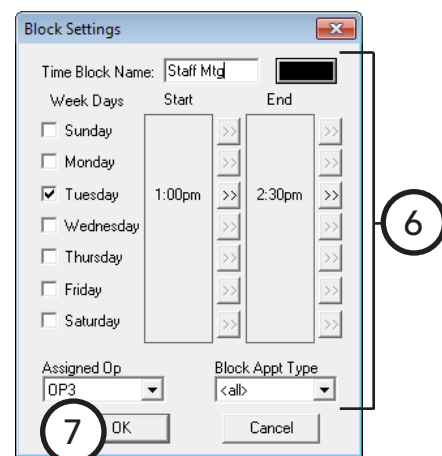 Block Settings
Time Block Name: Staff Mtg
Week Days Start End
Sunday >> >>
Monday >> >>
Tuesday 1:00pm >> 2:30pm >>
Wednesday >> >>
Thursday >> >>
Friday >> >>
Saturday >> >>
6
Assigned Op Block Appt Type
OP3 <all>
7 OK Cancel